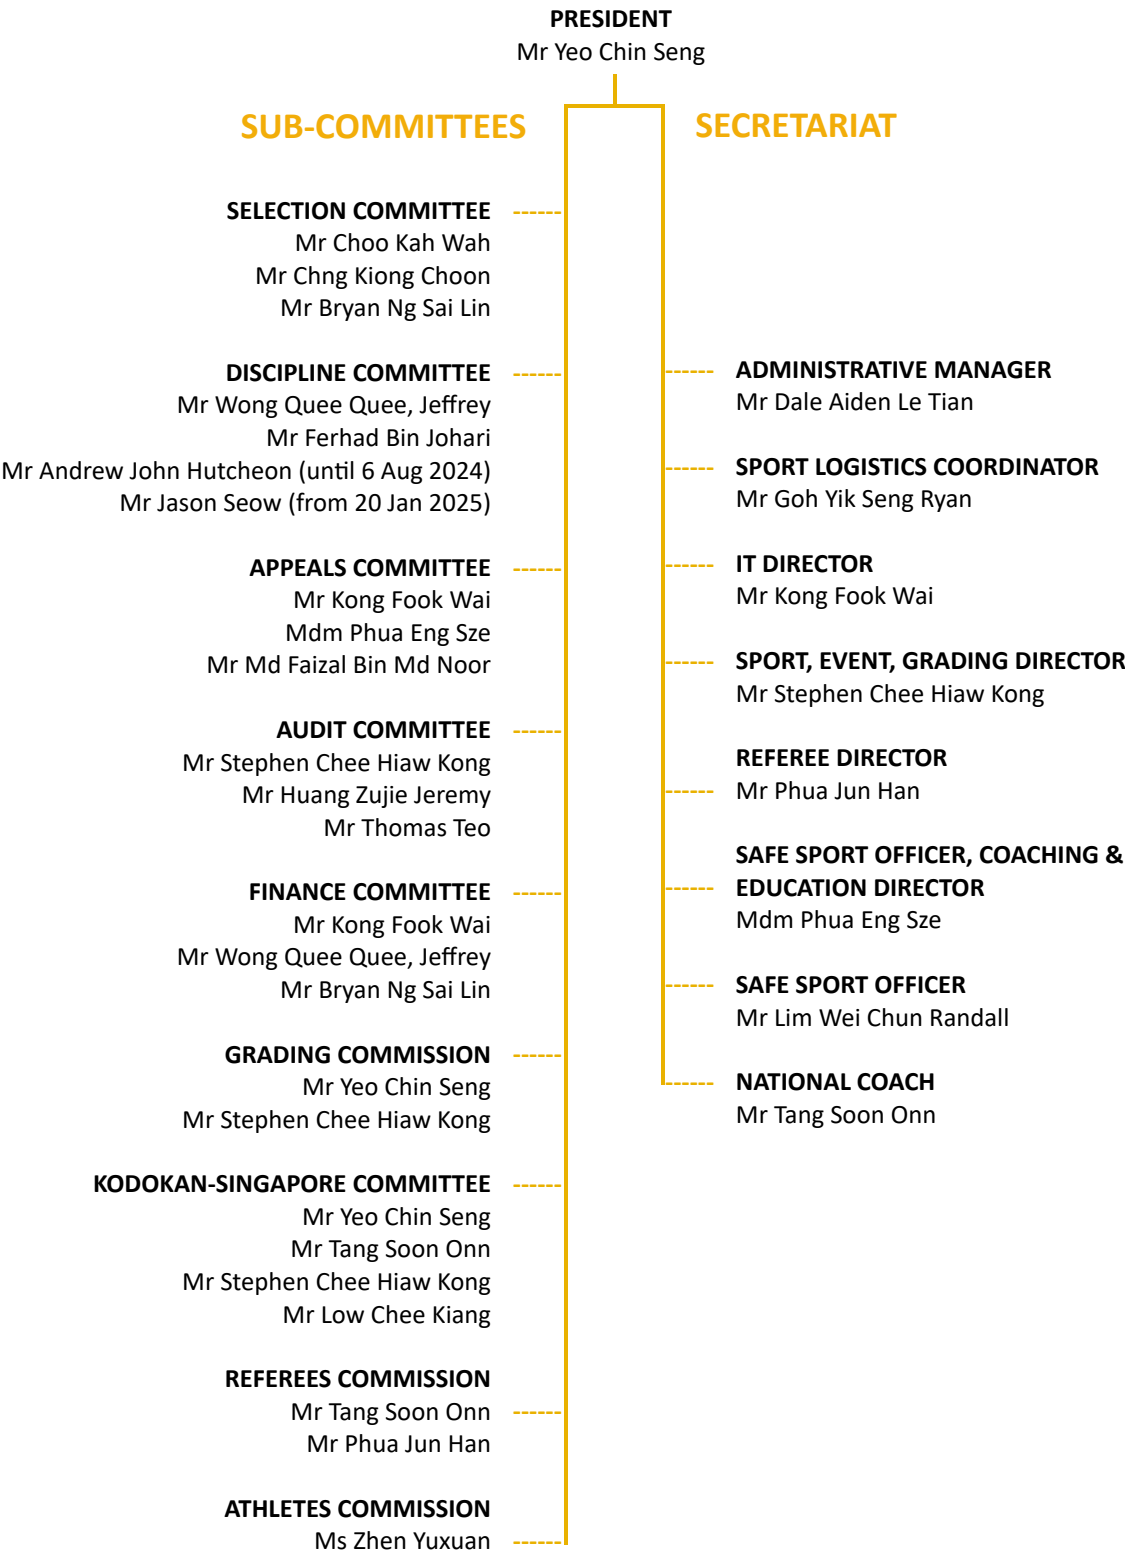 PRESIDENT
Mr Yeo Chin Seng
SUB-COMMITTEES
SELECTION COMMITTEE
Mr Choo Kah Wah
Mr Chng Kiong Choon
Mr Bryan Ng Sai Lin
DISCIPLINE COMMITTEE
Mr Wong Quee Quee, Jeffrey
Mr Ferhad Bin Johari
Mr Andrew John Hutcheon (until 6 Aug 2024)
Mr Jason Seow (from 20 Jan 2025)
APPEALS COMMITTEE
Mr Kong Fook Wai
Mdm Phua Eng Sze
Mr Md Faizal Bin Md Noor
AUDIT COMMITTEE
Mr Stephen Chee Hiaw Kong
Mr Huang Zujie Jeremy
Mr Thomas Teo
FINANCE COMMITTEE
Mr Kong Fook Wai
Mr Wong Quee Quee, Jeffrey
Mr Bryan Ng Sai Lin
GRADING COMMISSION
Mr Yeo Chin Seng
Mr Stephen Chee Hiaw Kong
KODOKAN-SINGAPORE COMMITTEE
Mr Yeo Chin Seng
Mr Tang Soon Onn
Mr Stephen Chee Hiaw Kong
Mr Low Chee Kiang
REFEREES COMMISSION
Mr Tang Soon Onn
Mr Phua Jun Han
ATHLETES COMMISSION
Ms Zhen Yuxuan
SECRETARIAT
ADMINISTRATIVE MANAGER
Mr Dale Aiden Le Tian
SPORT LOGISTICS COORDINATOR
Mr Goh Yik Seng Ryan
IT DIRECTOR
Mr Kong Fook Wai
SPORT, EVENT, GRADING DIRECTOR
Mr Stephen Chee Hiaw Kong
REFEREE DIRECTOR
Mr Phua Jun Han
SAFE SPORT OFFICER, COACHING &
EDUCATION DIRECTOR
Mdm Phua Eng Sze
SAFE SPORT OFFICER
Mr Lim Wei Chun Randall
NATIONAL COACH
Mr Tang Soon Onn